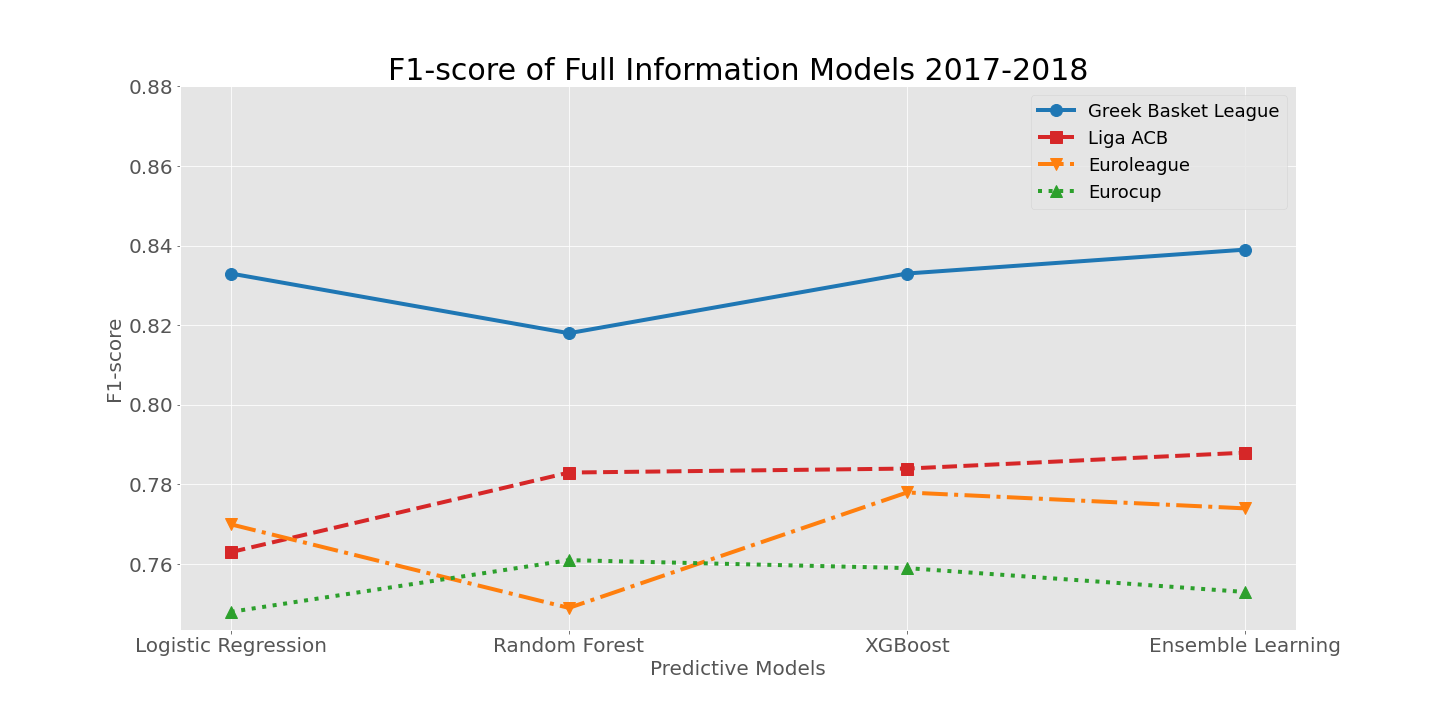 F1-score of Full Information Models 2017-2018
0.88
0.86
0.84
0.82
0.80
0.78
0.76
F1-score
Greek Basket League
Liga ACB
Euroleague
Eurocup
Logistic Regression
Random Forest
XGBoost
Ensemble Learning
Predictive Models